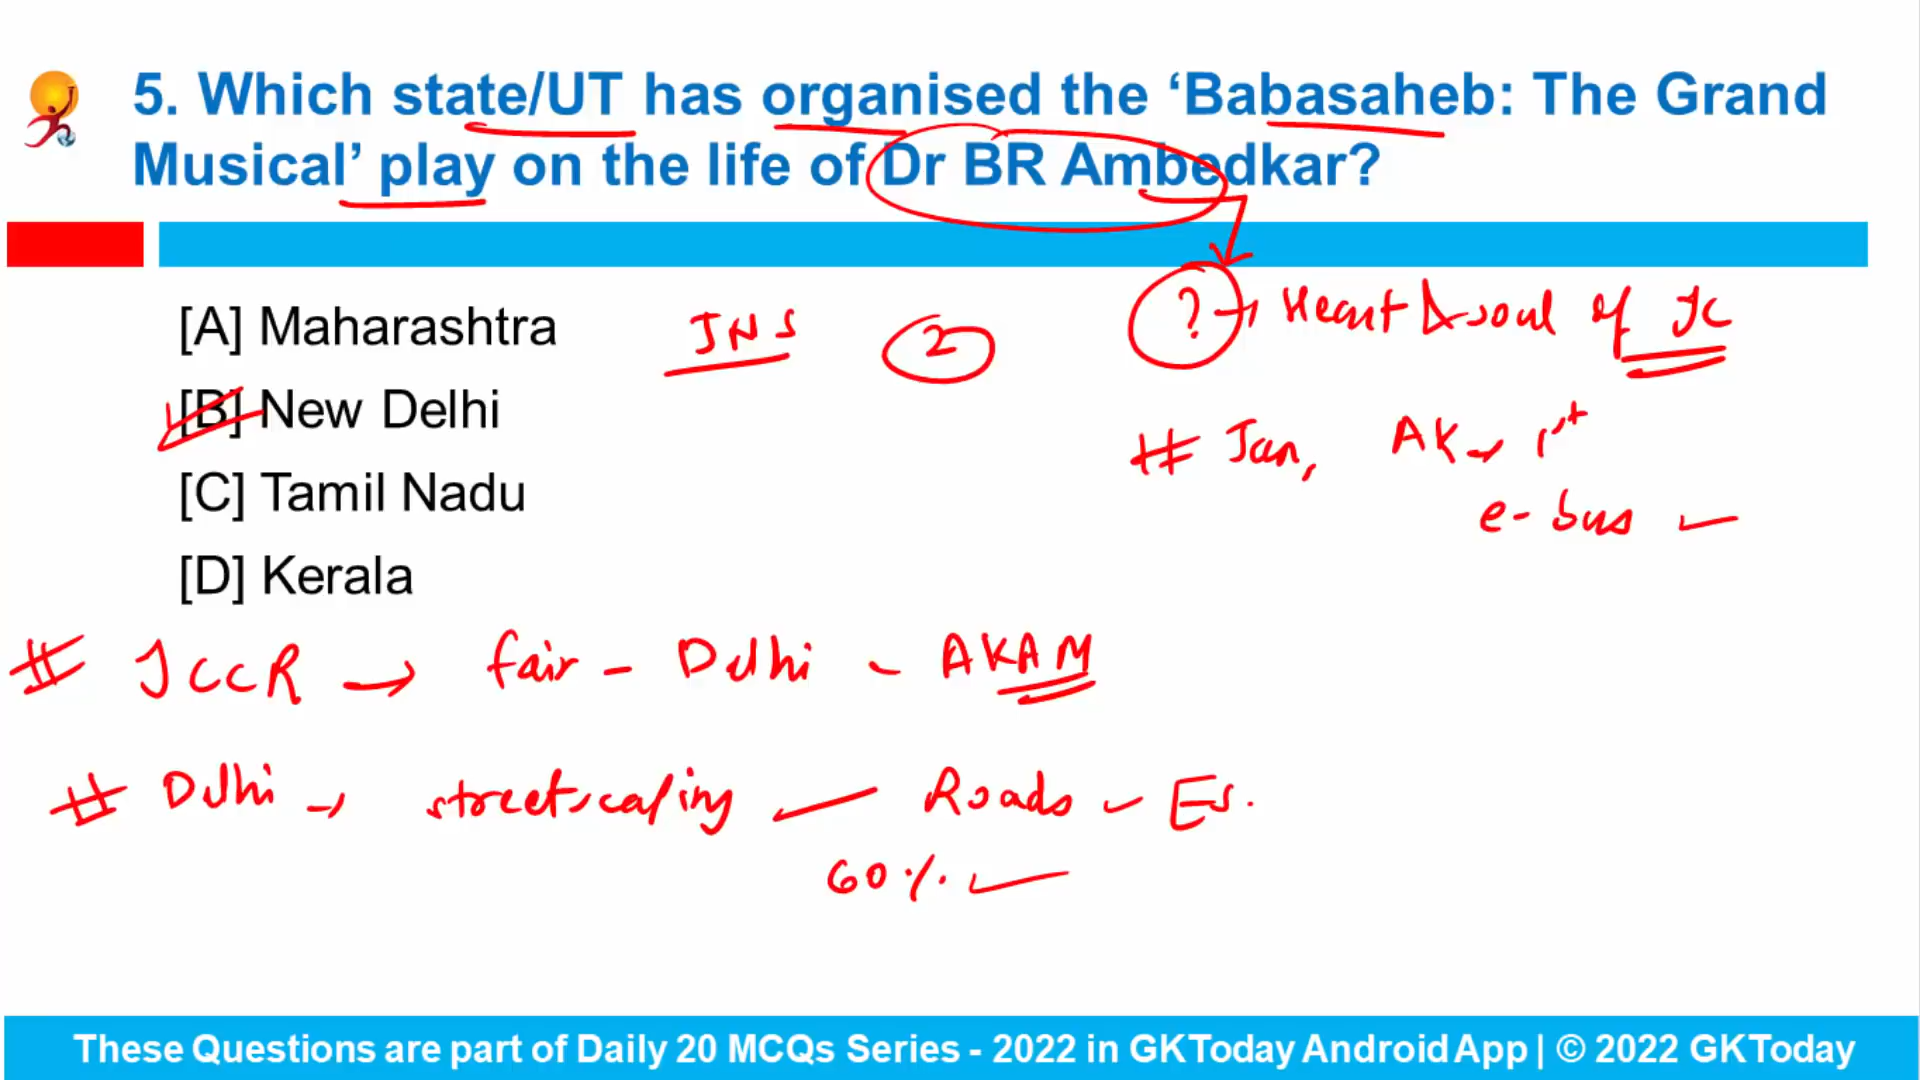 5. Which state/UT has organised the ‘Babasaheb: The Grand
Musical’ play on the life of Dr BR Ambedkar?
[A] Maharashtra
JNS
2
? → Heart & soul of IC
[B] New Delhi
# Jan, AK → 1st
e-bus
[C] Tamil Nadu
[D] Kerala
# ICCR → fair - Delhi - AKAM
# Delhi → streetscaping Roads - Es.
60%
These Questions are part of Daily 20 MCQs Series - 2022 in GKToday Android App | © 2022 GKToday